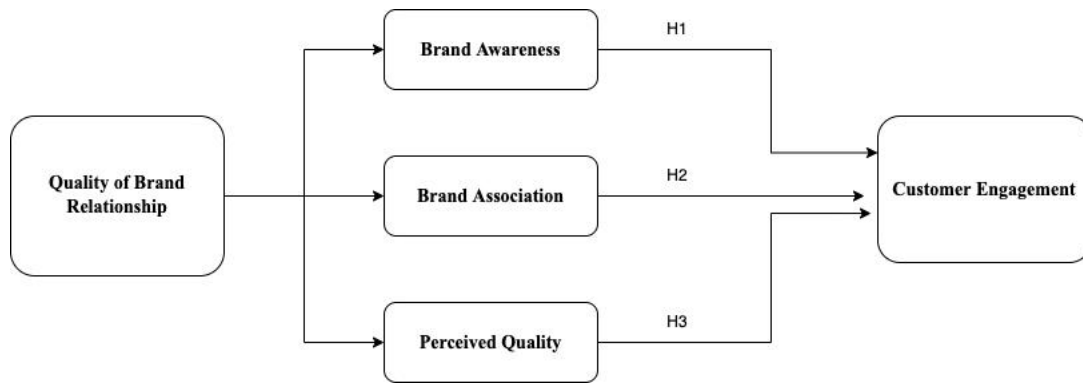 H1
Brand Awareness
Quality of Brand
Relationship
H2
Brand Association
Customer Engagement
H3
Perceived Quality